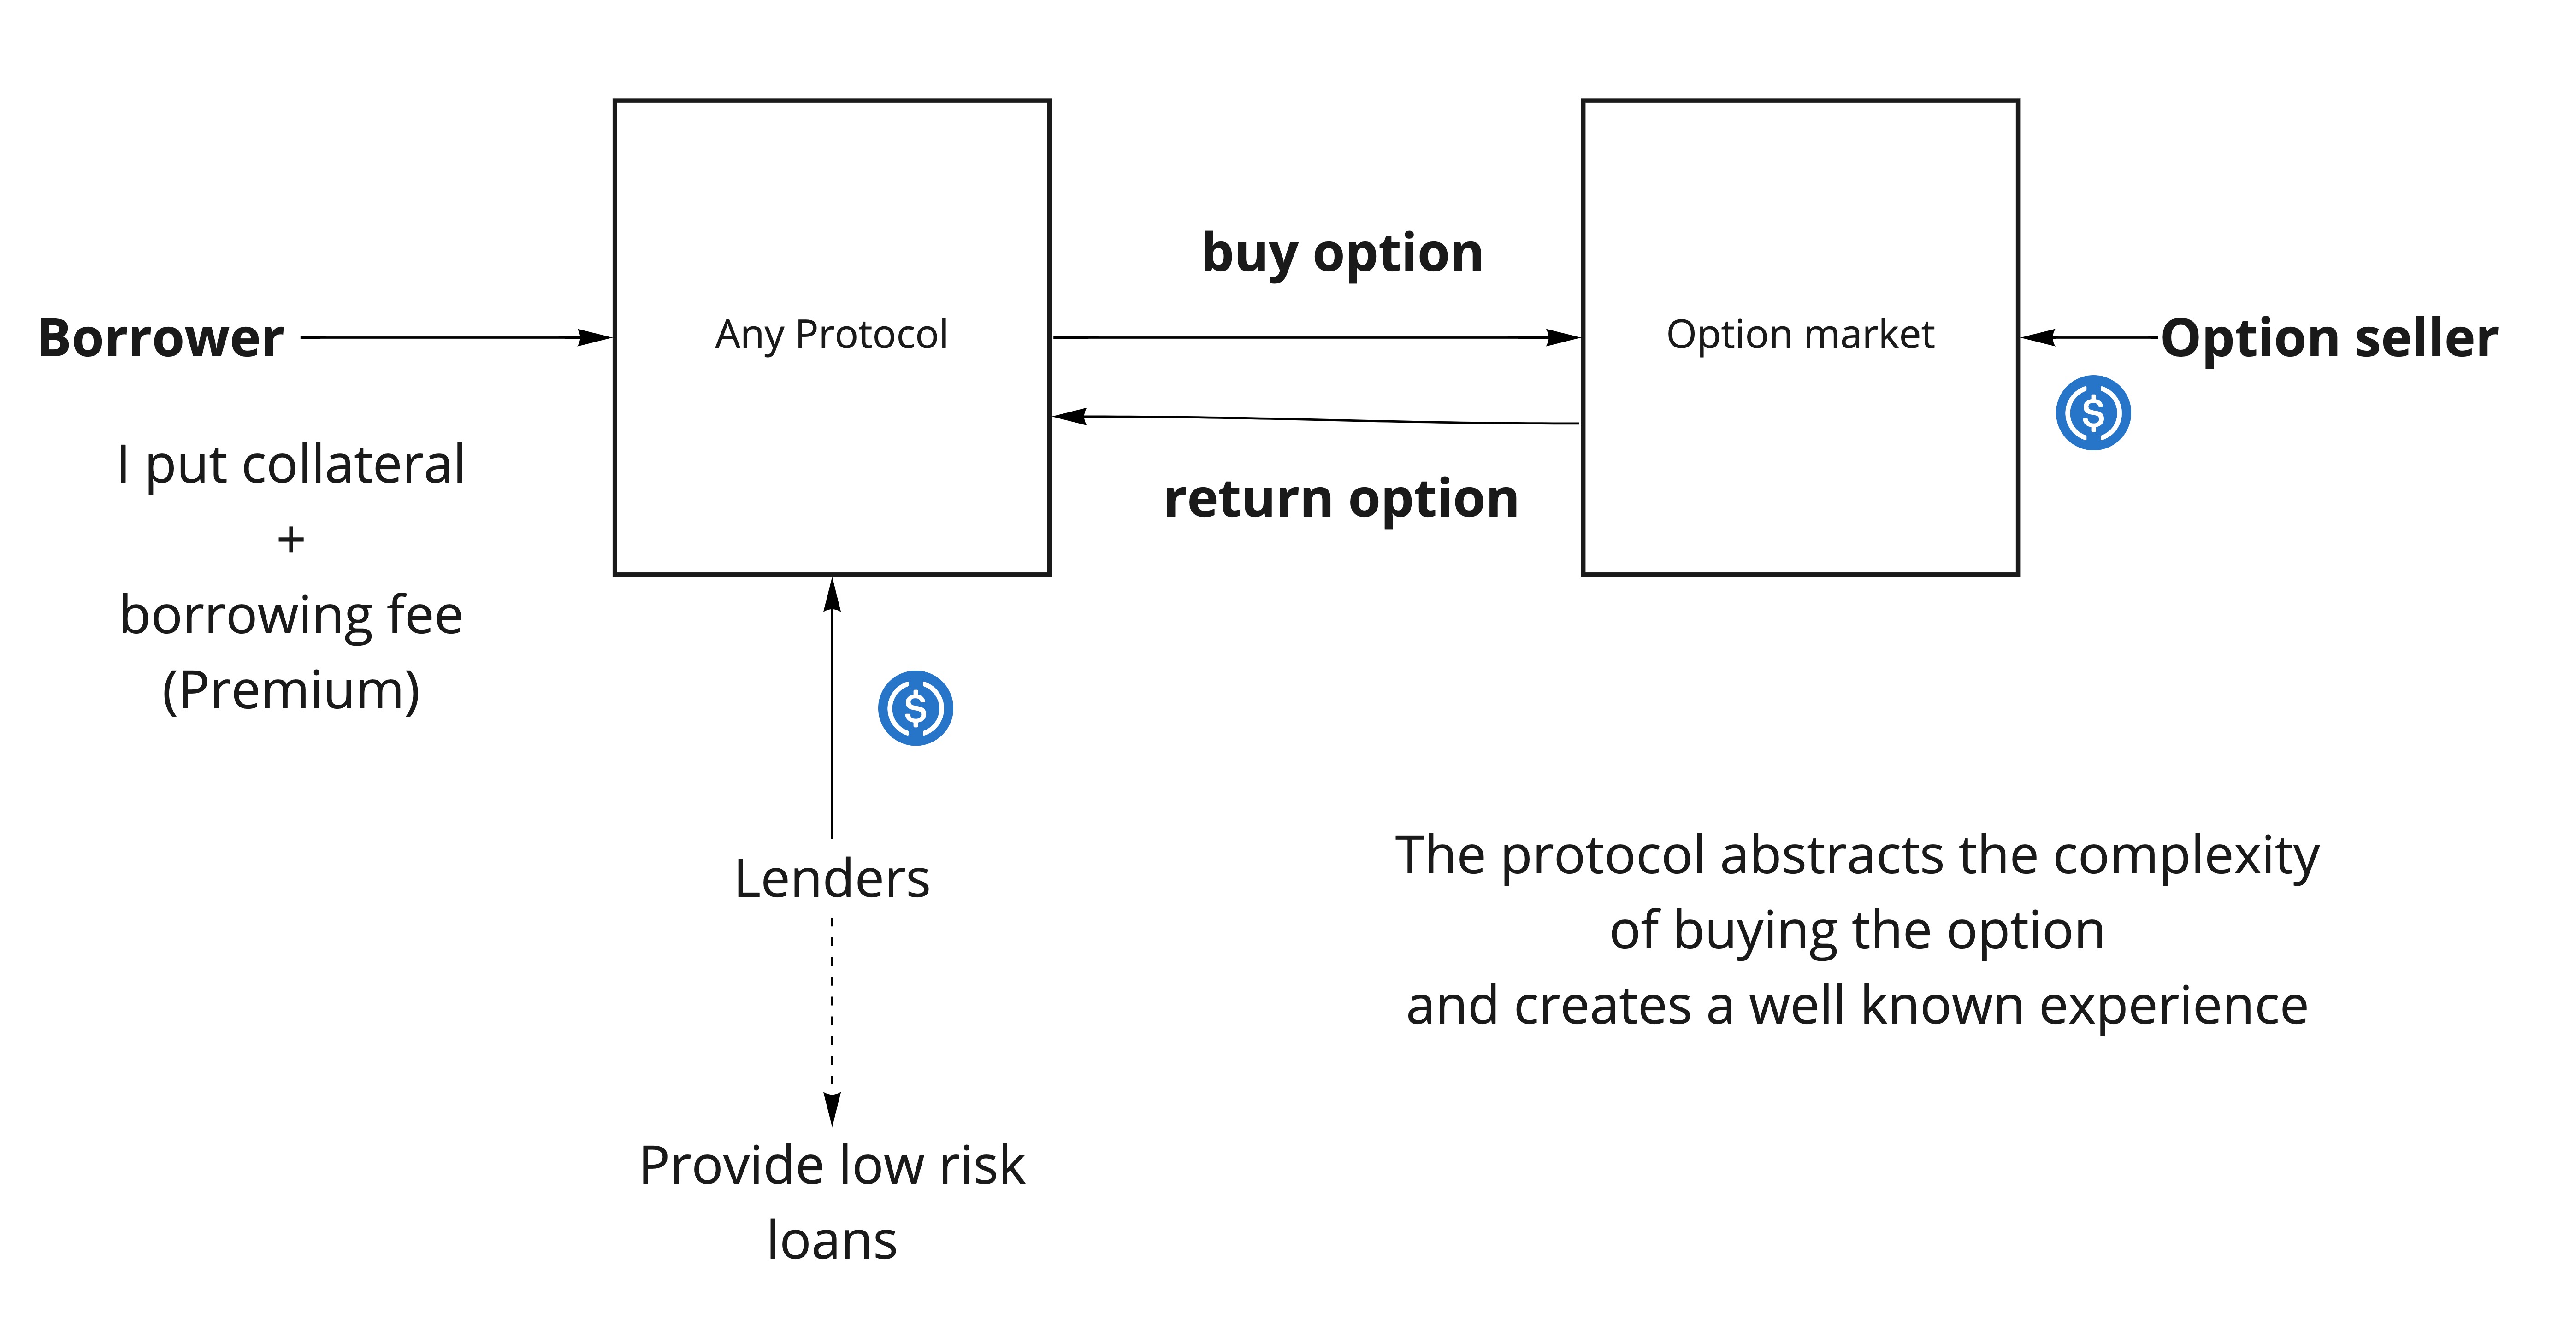 buy option
Any Protocol
Option market
Borrower
Option seller
I put collateral
+
borrowing fee
(Premium)
return option
$
$
Lenders
The protocol abstracts the complexity
of buying the option
and creates a well known experience
Provide low risk
loans